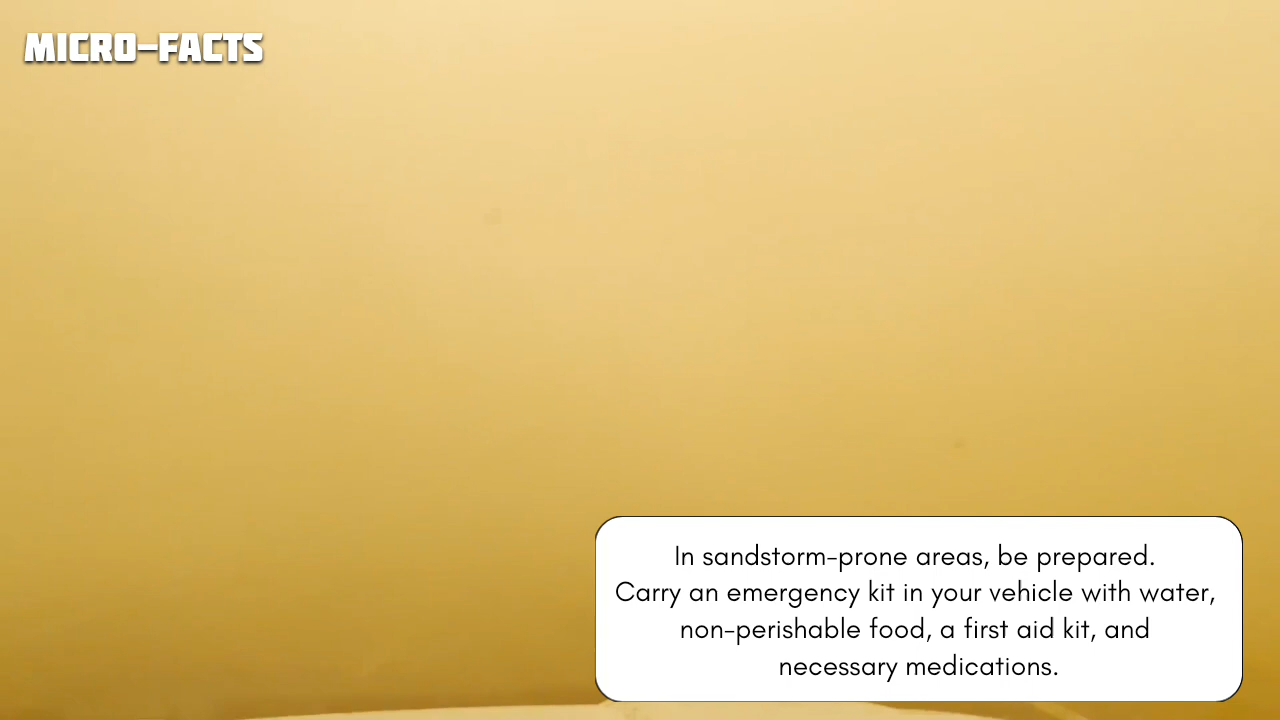 MICRO-FACTS
In sandstorm-prone areas, be prepared.
Carry an emergency kit in your vehicle with water,
non-perishable food, a first aid kit, and
necessary medications.